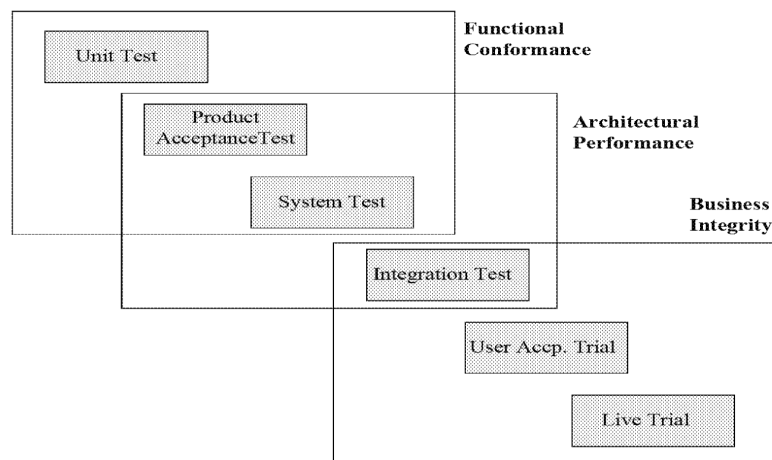 Functional
Conformance
Unit Test
Product
AcceptanceTest
Architectural
Performance
System Test
Business
Integrity
Integration Test
User Accp. Trial
Live Trial